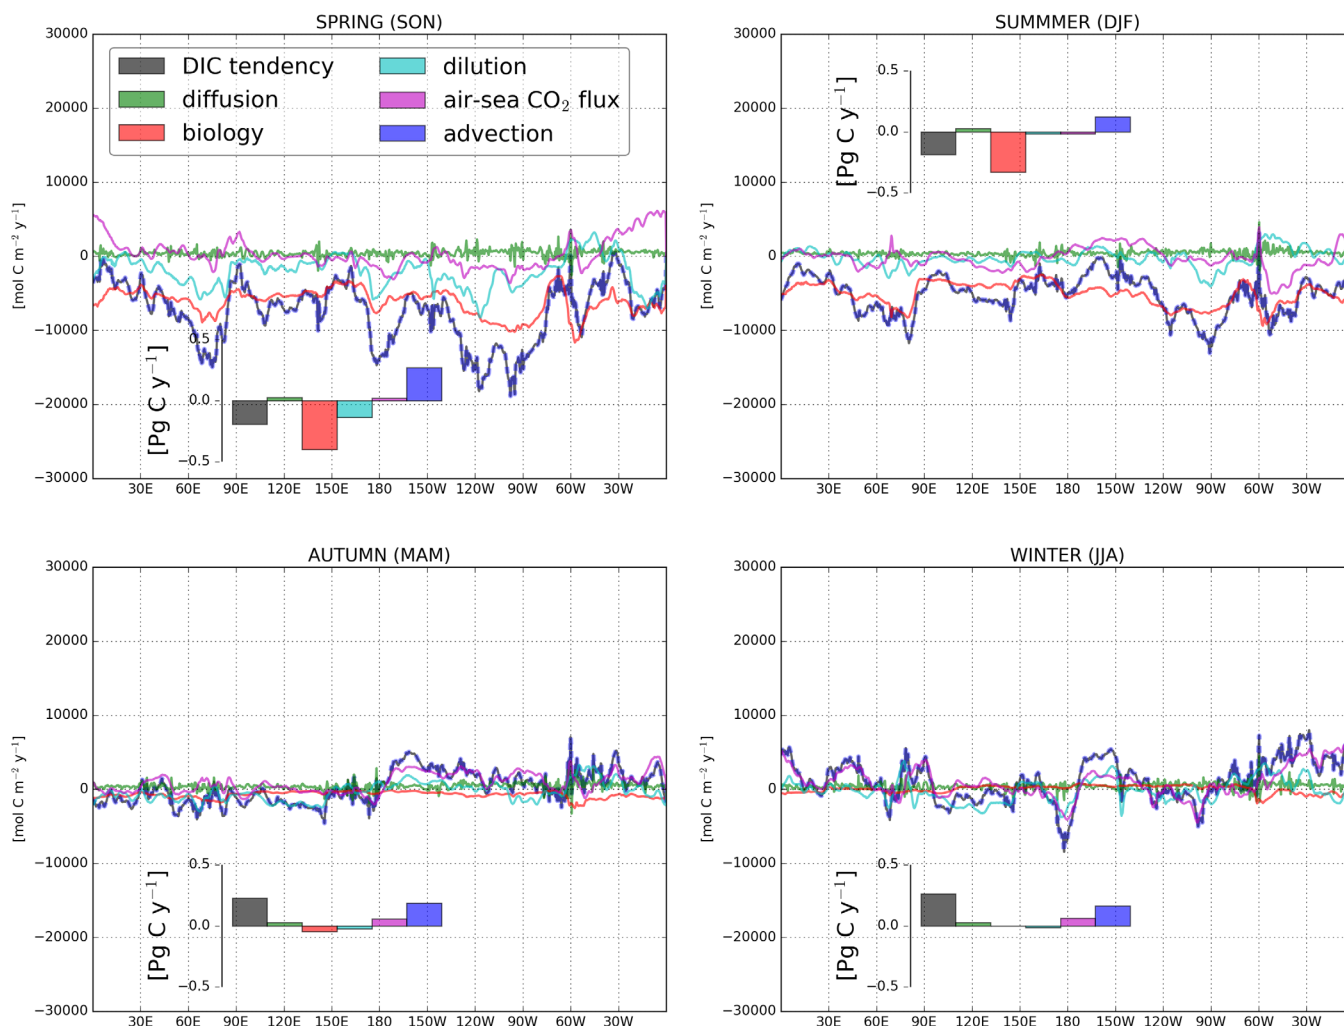 SPRING (SON)
30000
20000
10000
0
−10000
−20000
−30000
[mol C m⁻² y⁻¹]
DIC tendency
diffusion
biology
dilution
air-sea CO₂ flux
advection
0.5
0.0
−0.5
[Pg C y⁻¹]
30E 60E 90E 120E 150E 180 150W 120W 90W 60W 30W
SUMMMER (DJF)
30000
20000
10000
0
−10000
−20000
−30000
[mol C m⁻² y⁻¹]
0.5
0.0
−0.5
[Pg C y⁻¹]
30E 60E 90E 120E 150E 180 150W 120W 90W 60W 30W
AUTUMN (MAM)
30000
20000
10000
0
−10000
−20000
−30000
[mol C m⁻² y⁻¹]
0.5
0.0
−0.5
[Pg C y⁻¹]
30E 60E 90E 120E 150E 180 150W 120W 90W 60W 30W
WINTER (JJA)
30000
20000
10000
0
−10000
−20000
−30000
[mol C m⁻² y⁻¹]
0.5
0.0
−0.5
[Pg C y⁻¹]
30E 60E 90E 120E 150E 180 150W 120W 90W 60W 30W